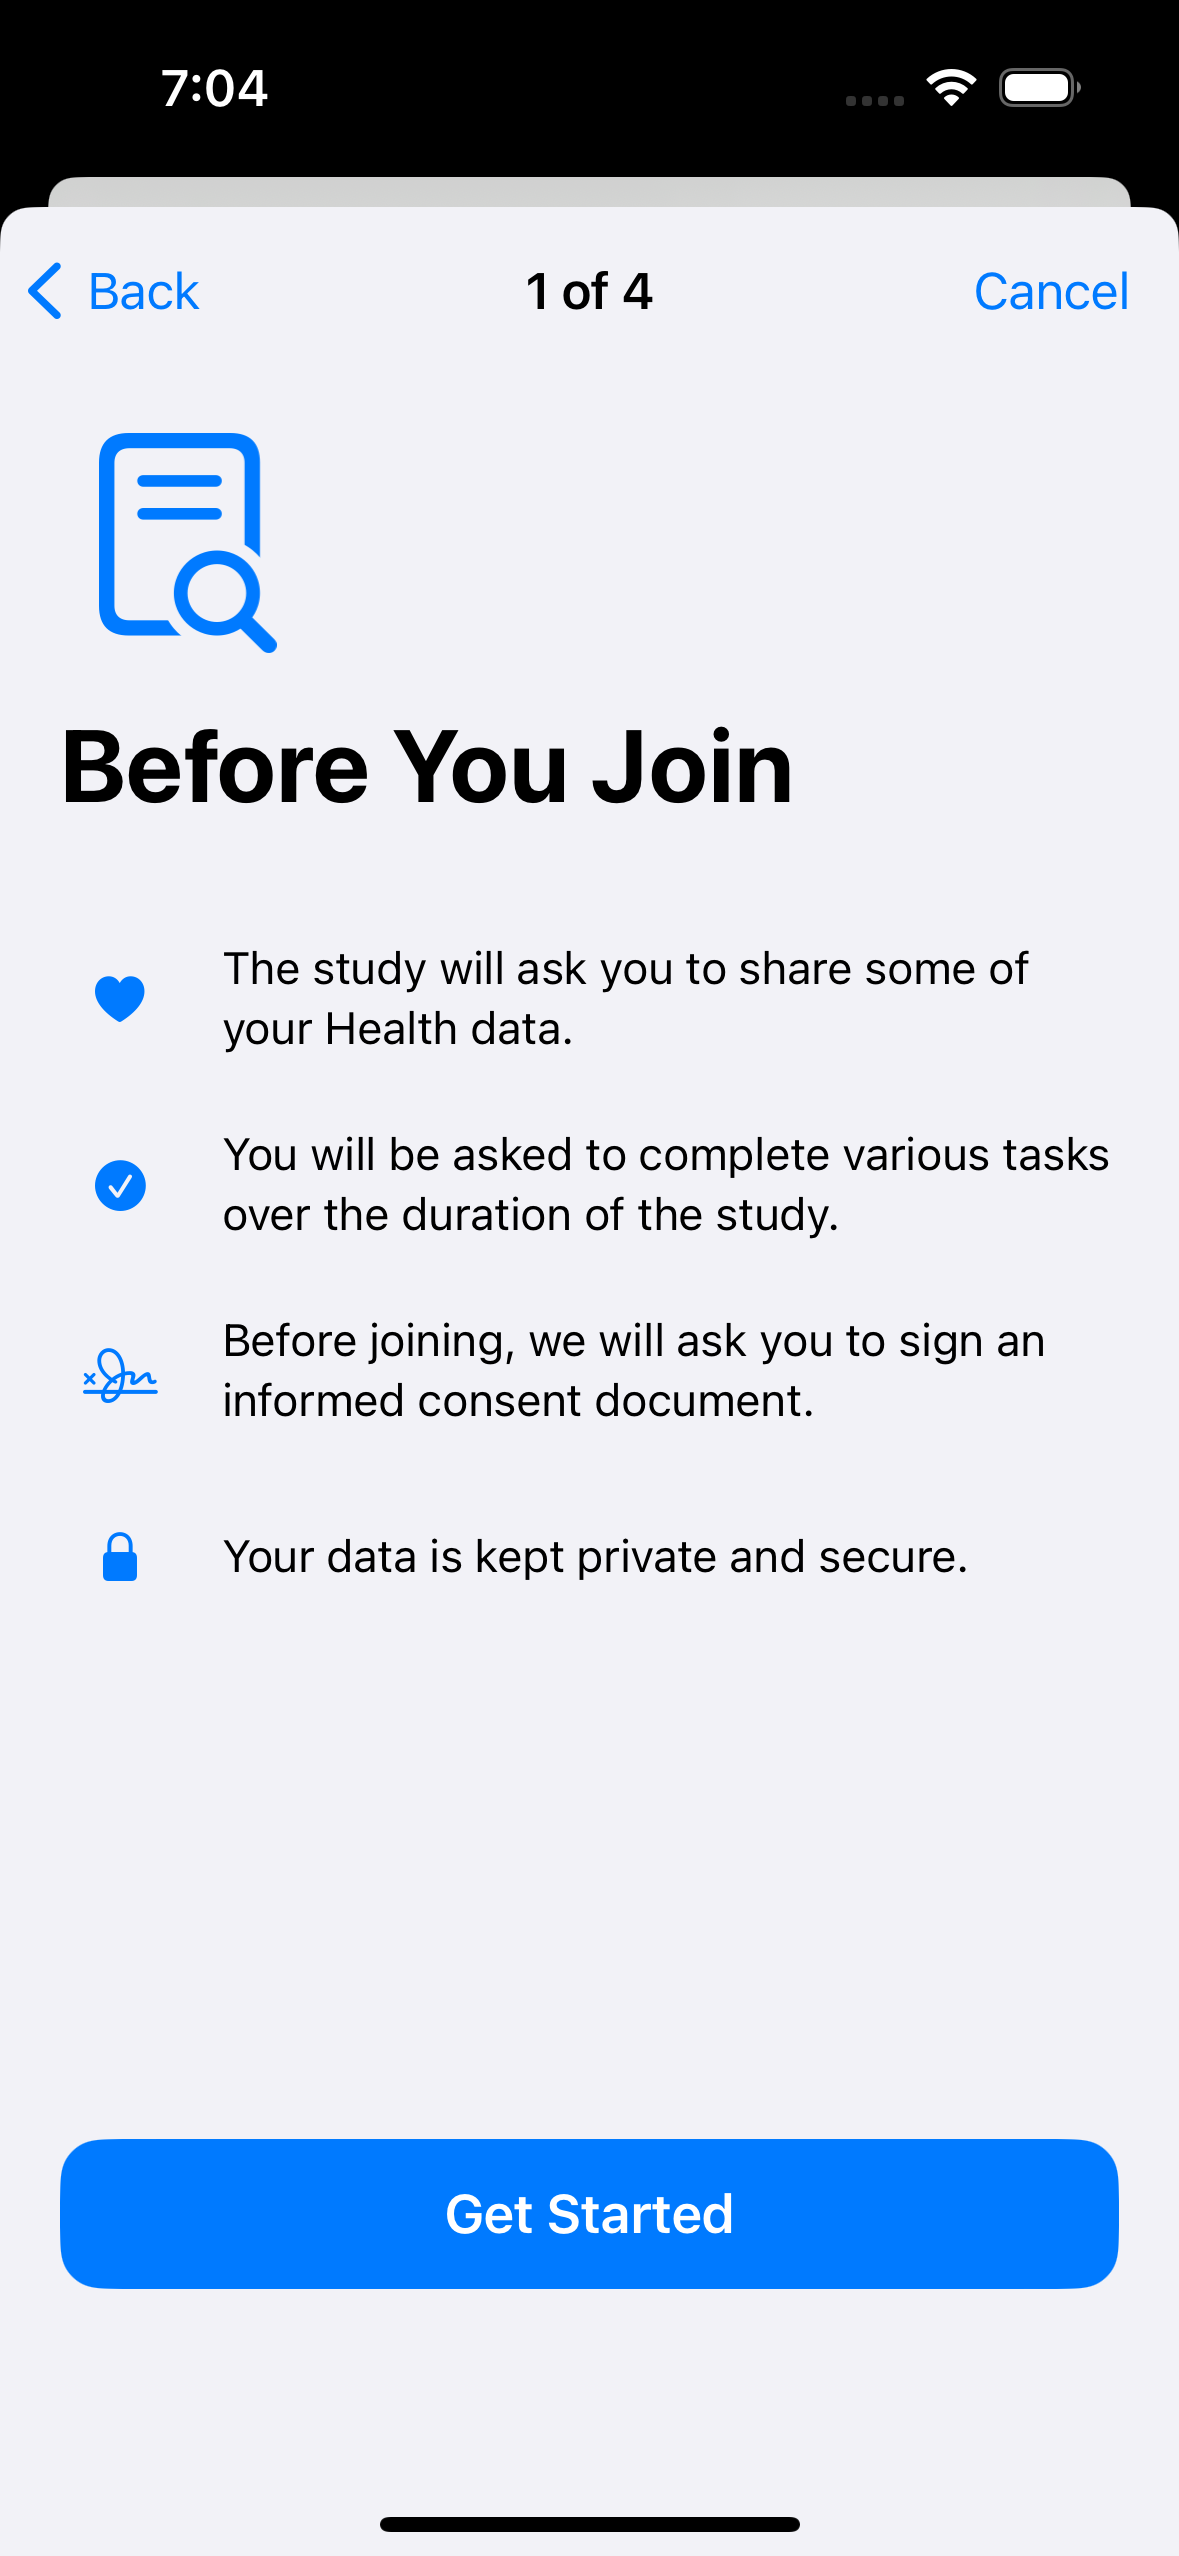 7:04
Back
1 of 4
Cancel
Before You Join
The study will ask you to share some of
your Health data.
You will be asked to complete various tasks
over the duration of the study.
Before joining, we will ask you to sign an
informed consent document.
Your data is kept private and secure.
Get Started